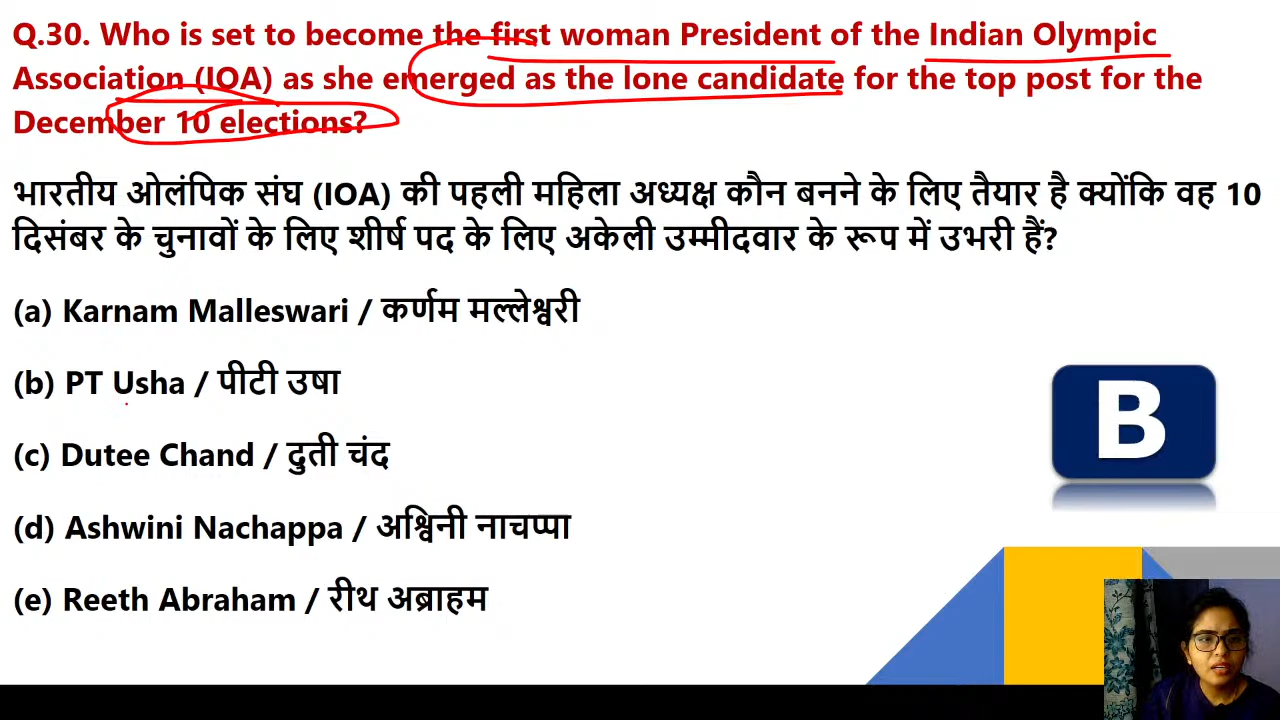 Q.30. Who is set to become the first woman President of the Indian Olympic
Association (IOA) as she emerged as the lone candidate for the top post for the
December 10 elections?
भारतीय ओलंपिक संघ (IOA) की पहली महिला अध्यक्ष कौन बनने के लिए तैयार है क्योंकि वह 10
दिसंबर के चुनावों के लिए शीर्ष पद के लिए अकेली उम्मीदवार के रूप में उभरी हैं?
(a) Karnam Malleswari / कर्णम मल्लेश्वरी
(b) PT Usha / पीटी उषा
(c) Dutee Chand / दुती चंद
(d) Ashwini Nachappa / अश्विनी नाचप्पा
(e) Reeth Abraham / रीथ अब्राहम
B